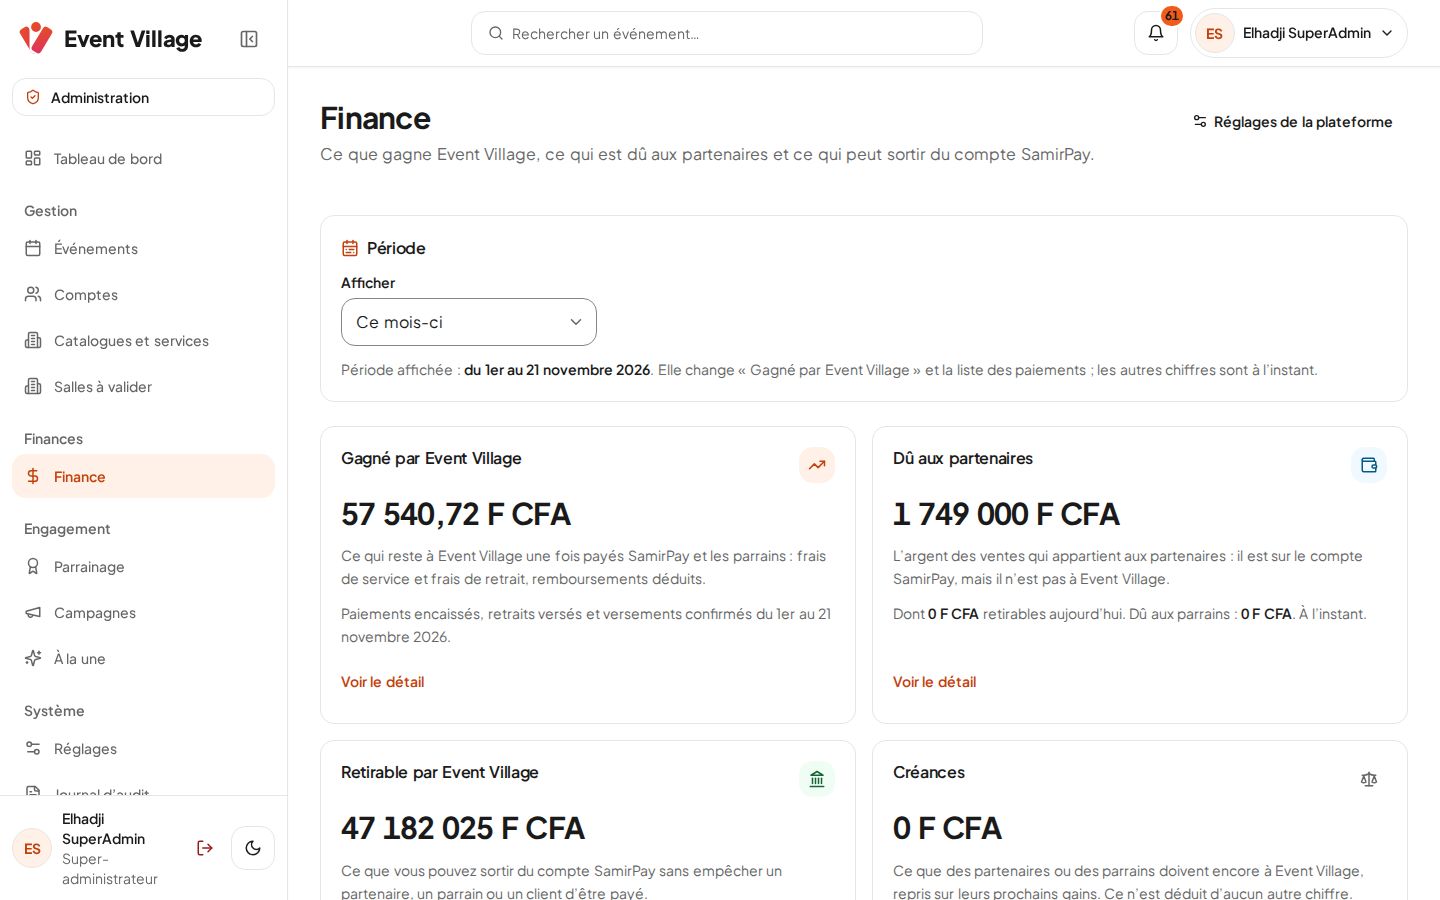 Event Village
Administration
Tableau de bord
Gestion
Événements
Comptes
Catalogues et services
Salles à valider
Finances
Finance
Engagement
Parrainage
Campagnes
À la une
Système
Réglages
Journal d'audit
Elhadji
SuperAdmin
Super-
administrateur
ES
Rechercher un événement...
61
ES
Elhadji SuperAdmin
Finance
Réglages de la plateforme
Ce que gagne Event Village, ce qui est dû aux partenaires et ce qui peut sortir du compte SamirPay.
Période
Afficher
Ce mois-ci
Période affichée : du 1er au 21 novembre 2026. Elle change « Gagné par Event Village » et la liste des paiements ; les autres chiffres sont à l'instant.
Gagné par Event Village
57 540,72 F CFA
Ce qui reste à Event Village une fois payés SamirPay et les parrains : frais
de service et frais de retrait, remboursements déduits.
Paiements encaissés, retraits versés et versements confirmés du 1er au 21
novembre 2026.
Voir le détail
Dû aux partenaires
1 749 000 F CFA
L'argent des ventes qui appartient aux partenaires : il est sur le compte
SamirPay, mais il n'est pas à Event Village.
Dont 0 F CFA retirables aujourd'hui. Dû aux parrains : 0 F CFA. À l'instant.
Voir le détail
Retirable par Event Village
47 182 025 F CFA
Ce que vous pouvez sortir du compte SamirPay sans empêcher un
partenaire, un parrain ou un client d'être payé.
Créances
0 F CFA
Ce que des partenaires ou des parrains doivent encore à Event Village,
repris sur leurs prochains gains. Ce n'est déduit d'aucun autre chiffre.